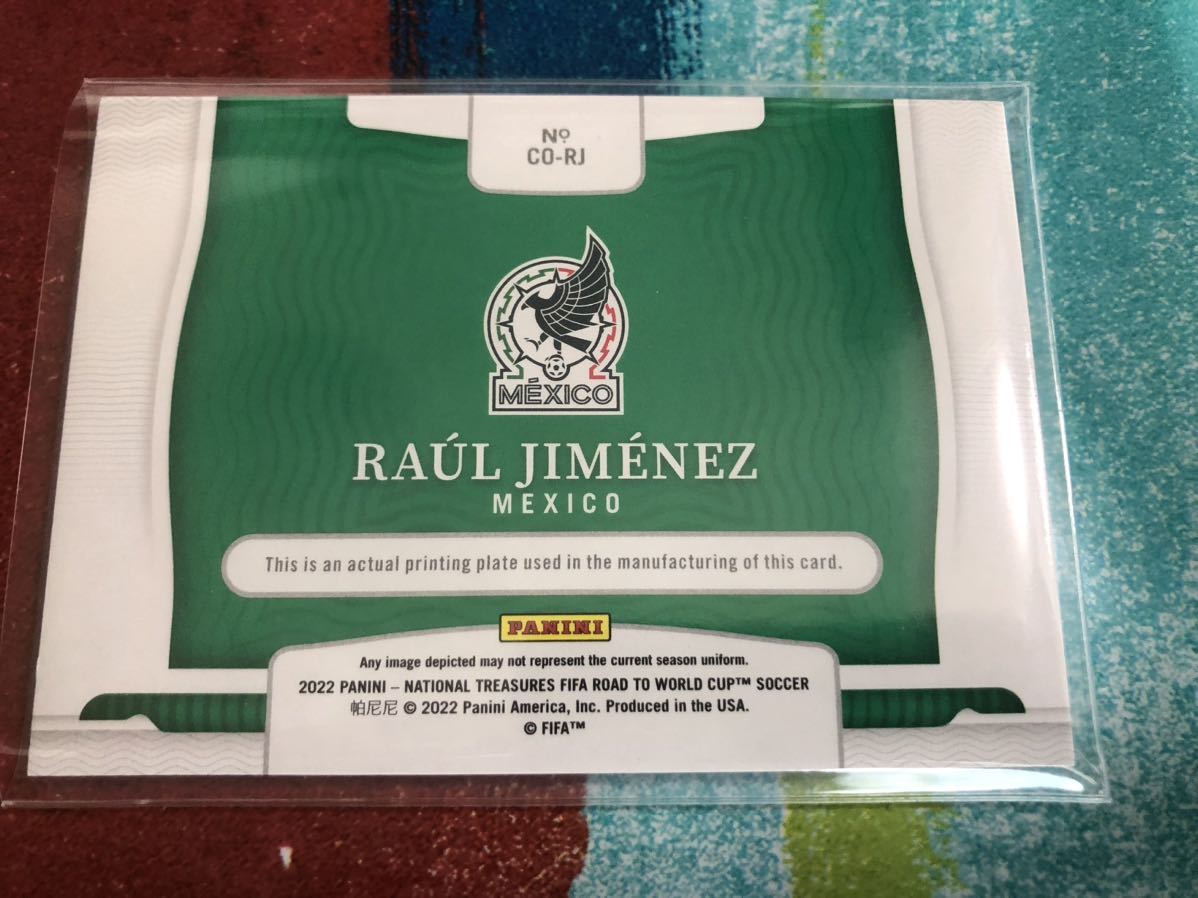 Nº
CO-RJ
MÉXICO
RAÚL JIMÉNEZ
MEXICO
This is an actual printing plate used in the manufacturing of this card.
PANINI
Any image depicted may not represent the current season uniform.
2022 PANINI – NATIONAL TREASURES FIFA ROAD TO WORLD CUP™ SOCCER
帕尼尼 © 2022 Panini America, Inc. Produced in the USA.
© FIFA™